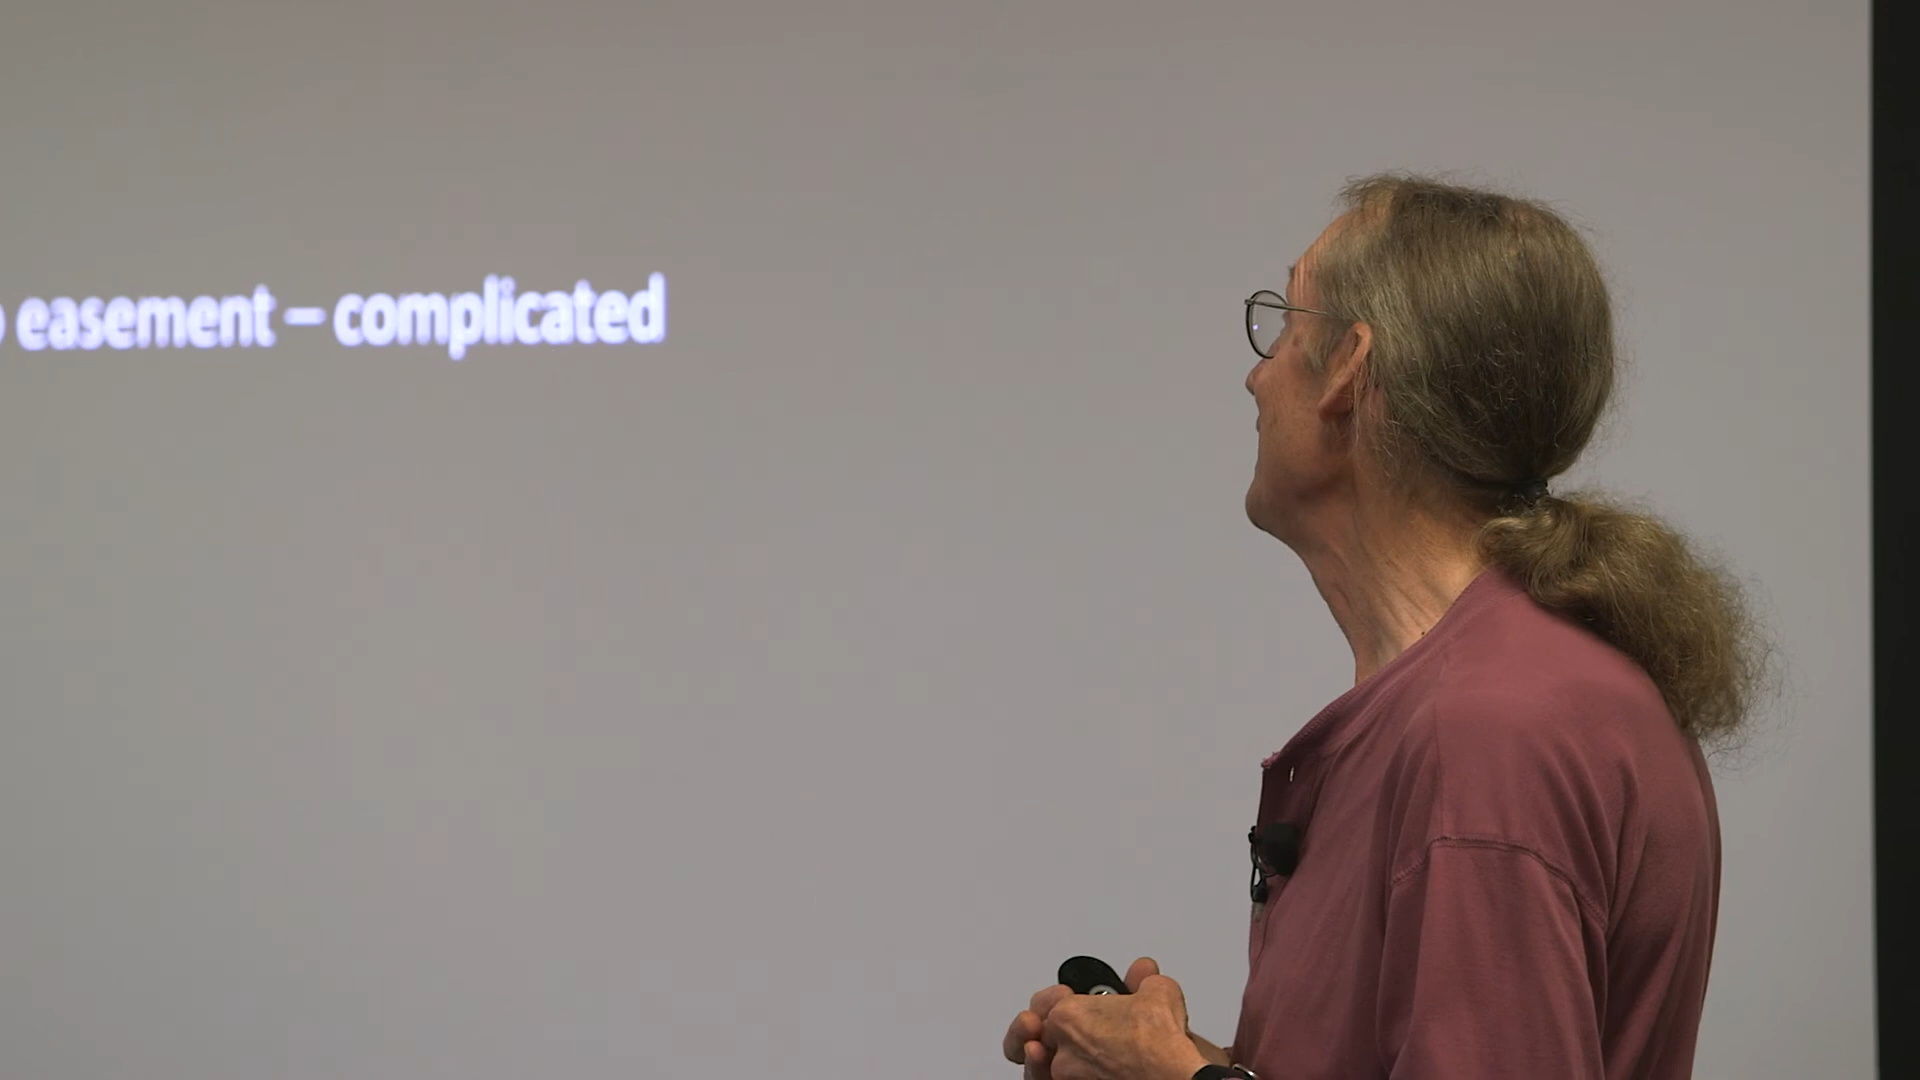 easement – complicated